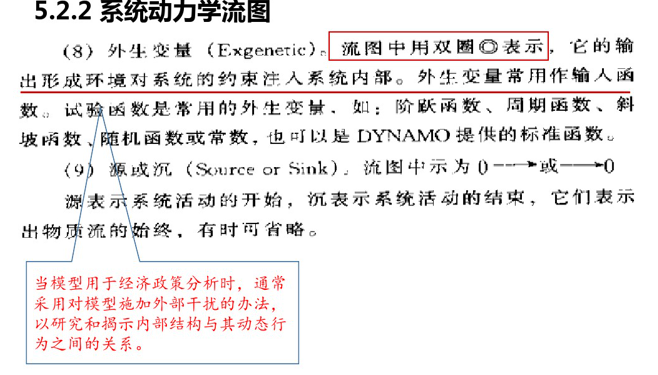 5.2.2 系统动力学流图
(8) 外生变量 (Exgenetic)。流图中用双圈◎表示，它的输
出形成环境对系统的约束注入系统内部。外生变量常用作输入函
数。试验函数是常用的外生变量，如：阶跃函数、周期函数、斜
坡函数、随机函数或常数，也可以是 DYNAMO 提供的标准函数。
(9) 源或沉 (Source or Sink)。流图中示为 0—→或—→0
源表示系统活动的开始，沉表示系统活动的结束，它们表示
出物质流的始终，有时可省略。
当模型用于经济政策分析时，通常
采用对模型施加外部干扰的办法，
以研究和揭示内部结构与其动态行
为之间的关系。